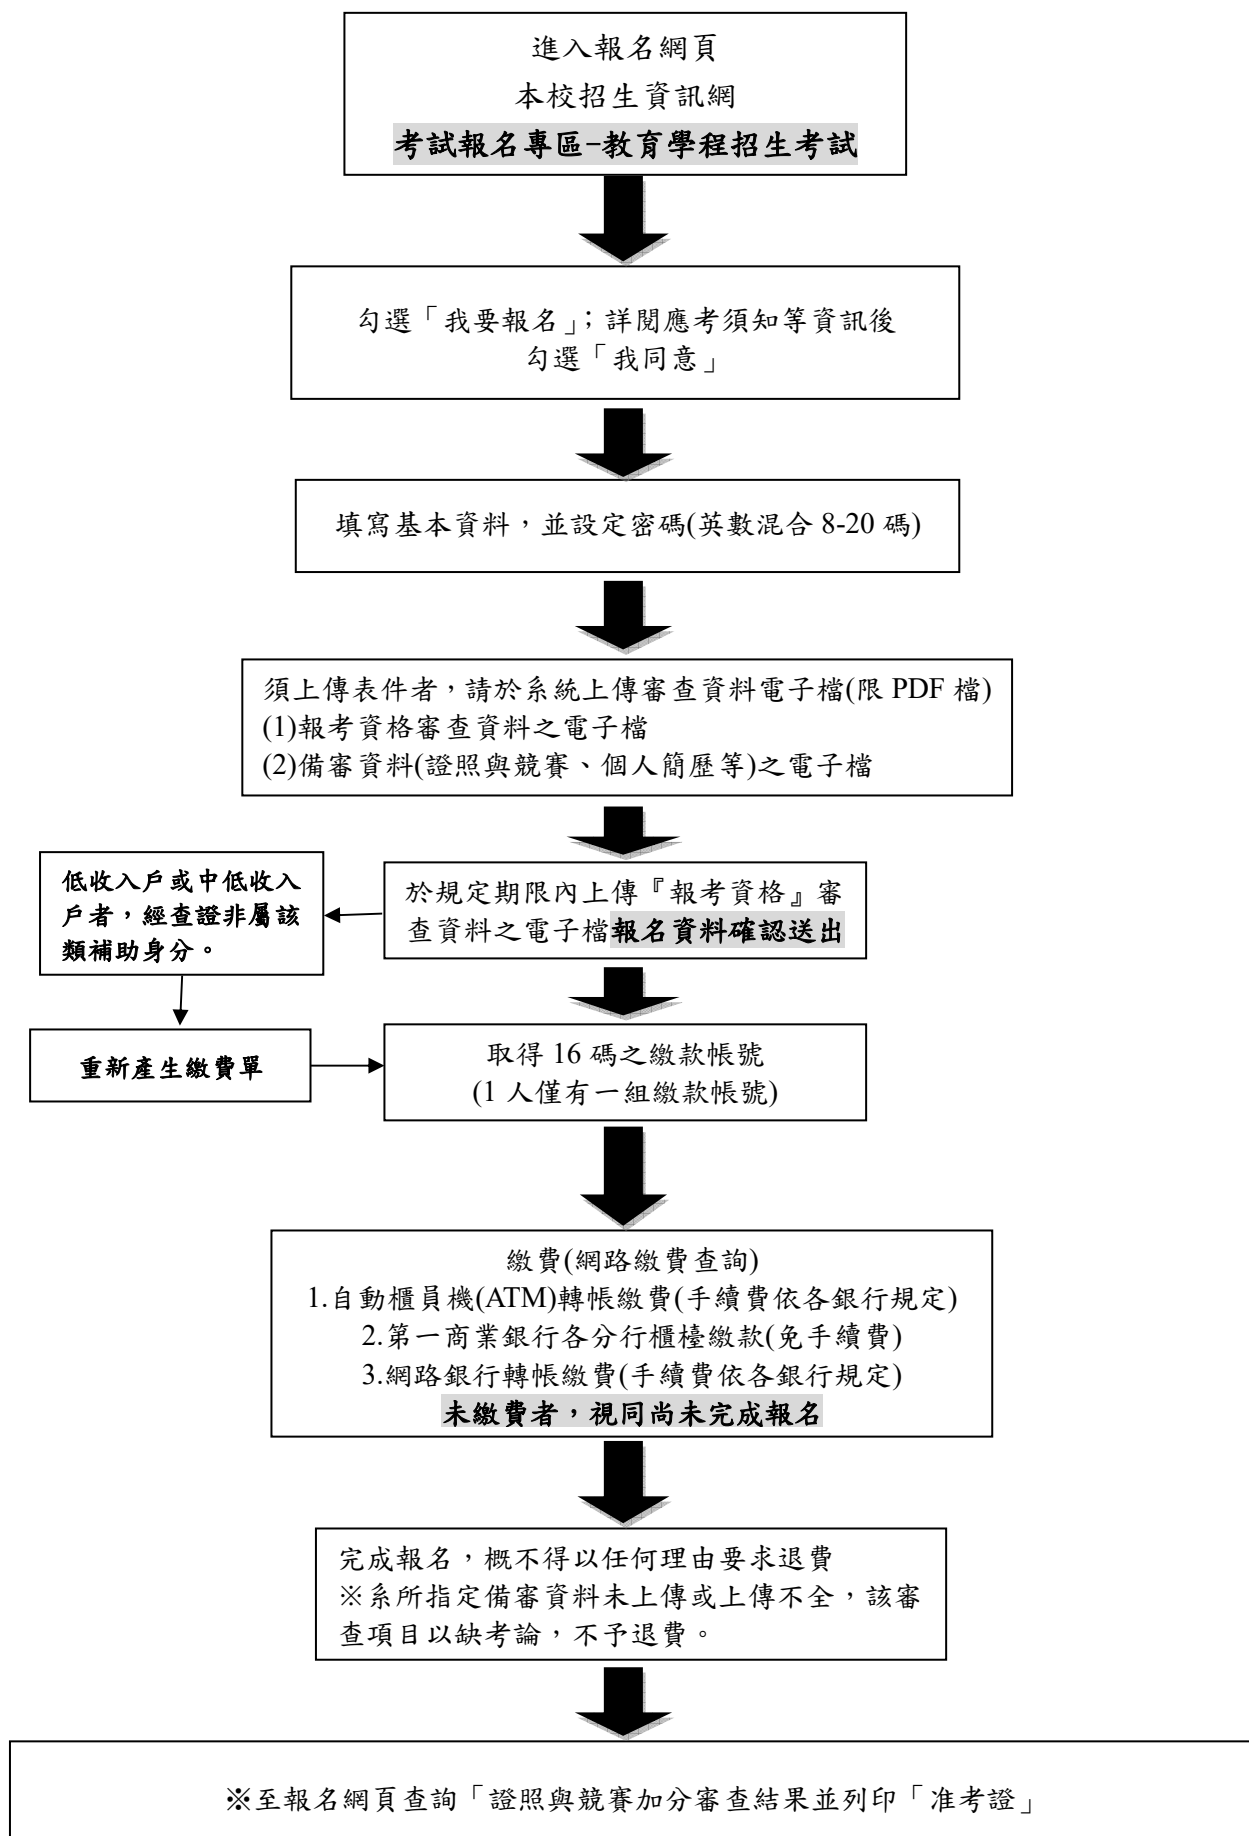 進入報名網頁
本校招生資訊網
考試報名專區-教育學程招生考試
勾選「我要報名」；詳閱應考須知等資訊後
勾選「我同意」
填寫基本資料，並設定密碼(英數混合 8-20 碼)
須上傳表件者，請於系統上傳審查資料電子檔(限 PDF 檔)
(1)報考資格審查資料之電子檔
(2)備審資料(證照與競賽、個人簡歷等)之電子檔
於規定期限內上傳『報考資格』審
查資料之電子檔報名資料確認送出
低收入戶或中低收入
戶者，經查證非屬該
類補助身分。
重新產生繳費單
取得 16 碼之繳款帳號
(1 人僅有一組繳款帳號)
繳費(網路繳費查詢)
1.自動櫃員機(ATM)轉帳繳費(手續費依各銀行規定)
2.第一商業銀行各分行櫃檯繳款(免手續費)
3.網路銀行轉帳繳費(手續費依各銀行規定)
未繳費者，視同尚未完成報名
完成報名，概不得以任何理由要求退費
※系所指定備審資料未上傳或上傳不全，該審
查項目以缺考論，不予退費。
※至報名網頁查詢「證照與競賽加分審查結果並列印「准考證」